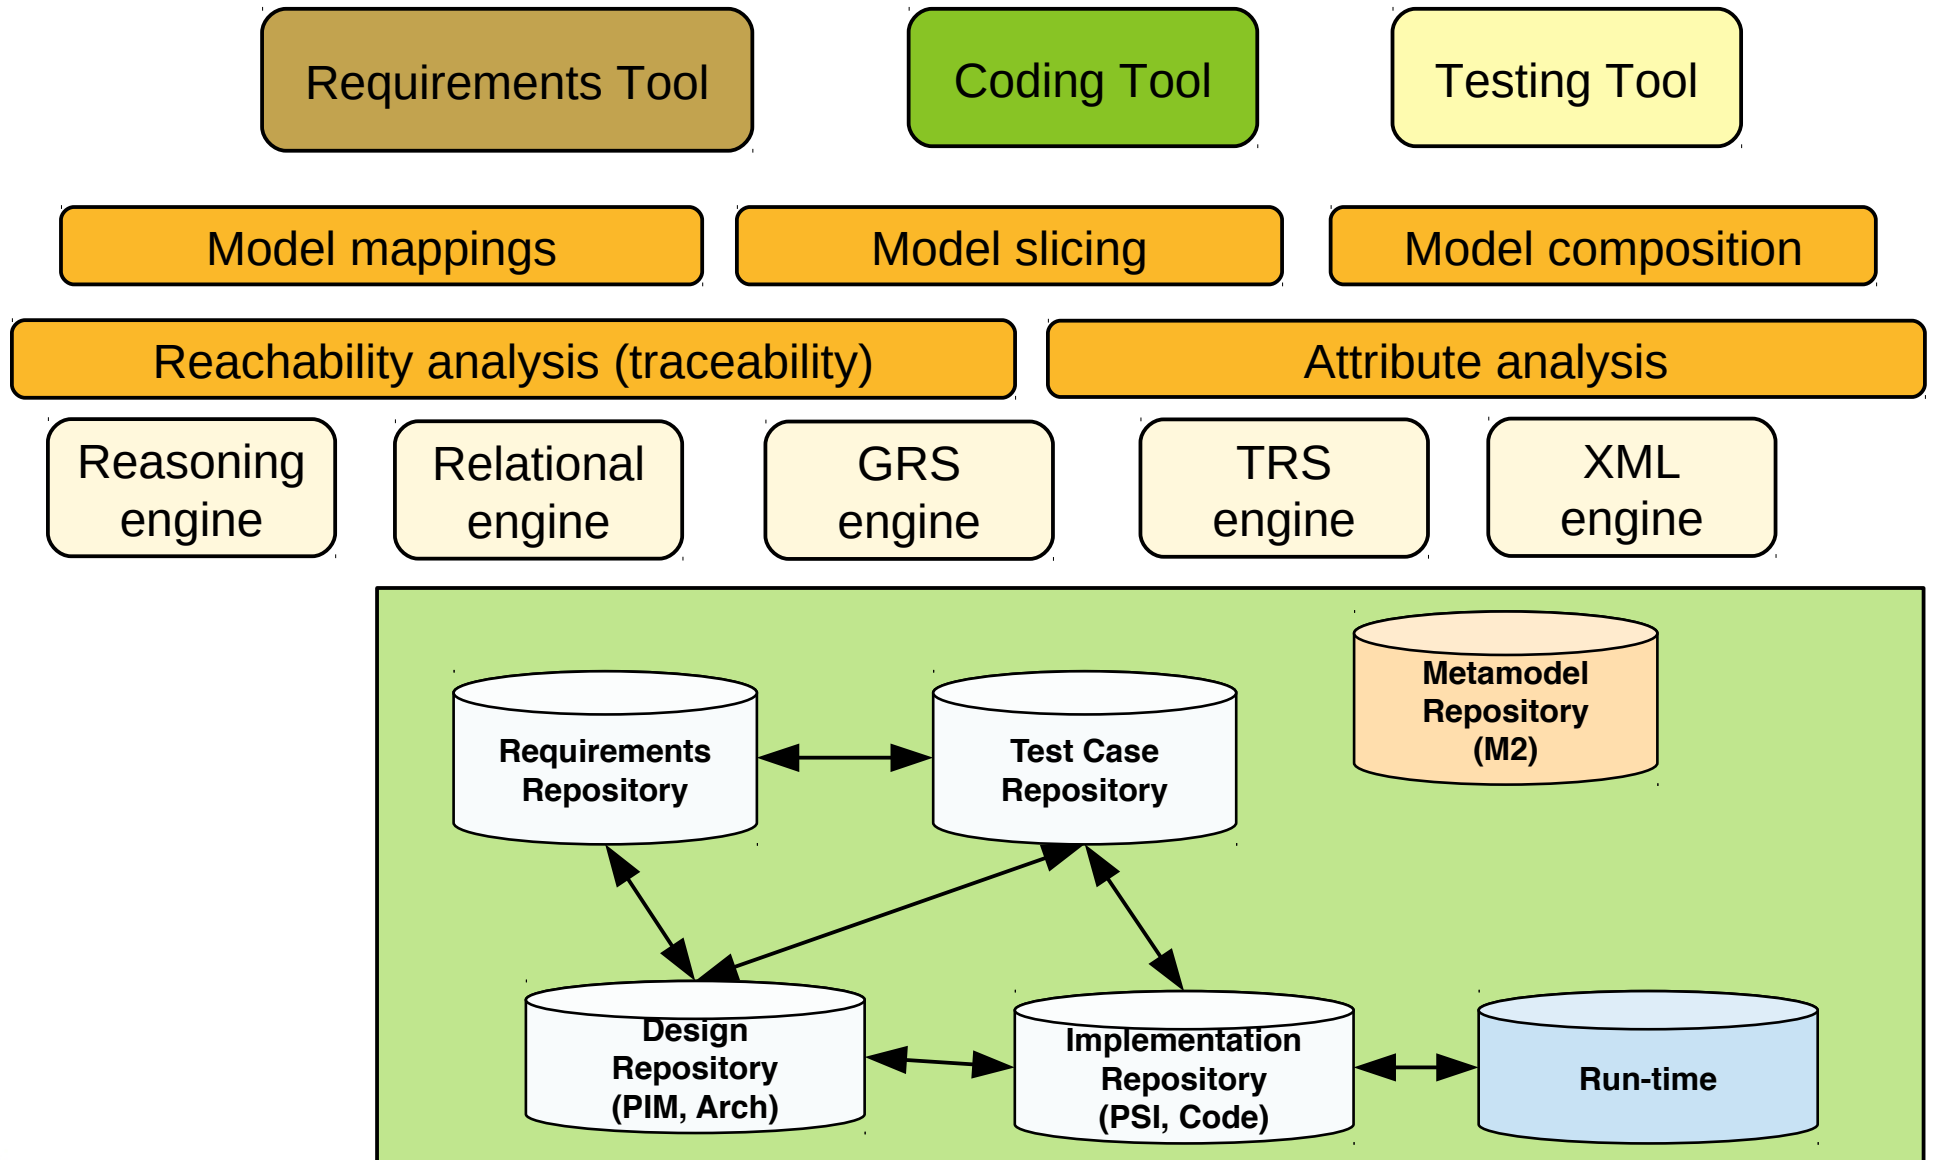 Requirements Tool
Coding Tool
Testing Tool
Model mappings
Model slicing
Model composition
Reachability analysis (traceability)
Attribute analysis
Reasoning
engine
Relational
engine
GRS
engine
TRS
engine
XML
engine
Metamodel
Repository
(M2)
Requirements
Repository
Test Case
Repository
Design
Repository
(PIM, Arch)
Implementation
Repository
(PSI, Code)
Run-time